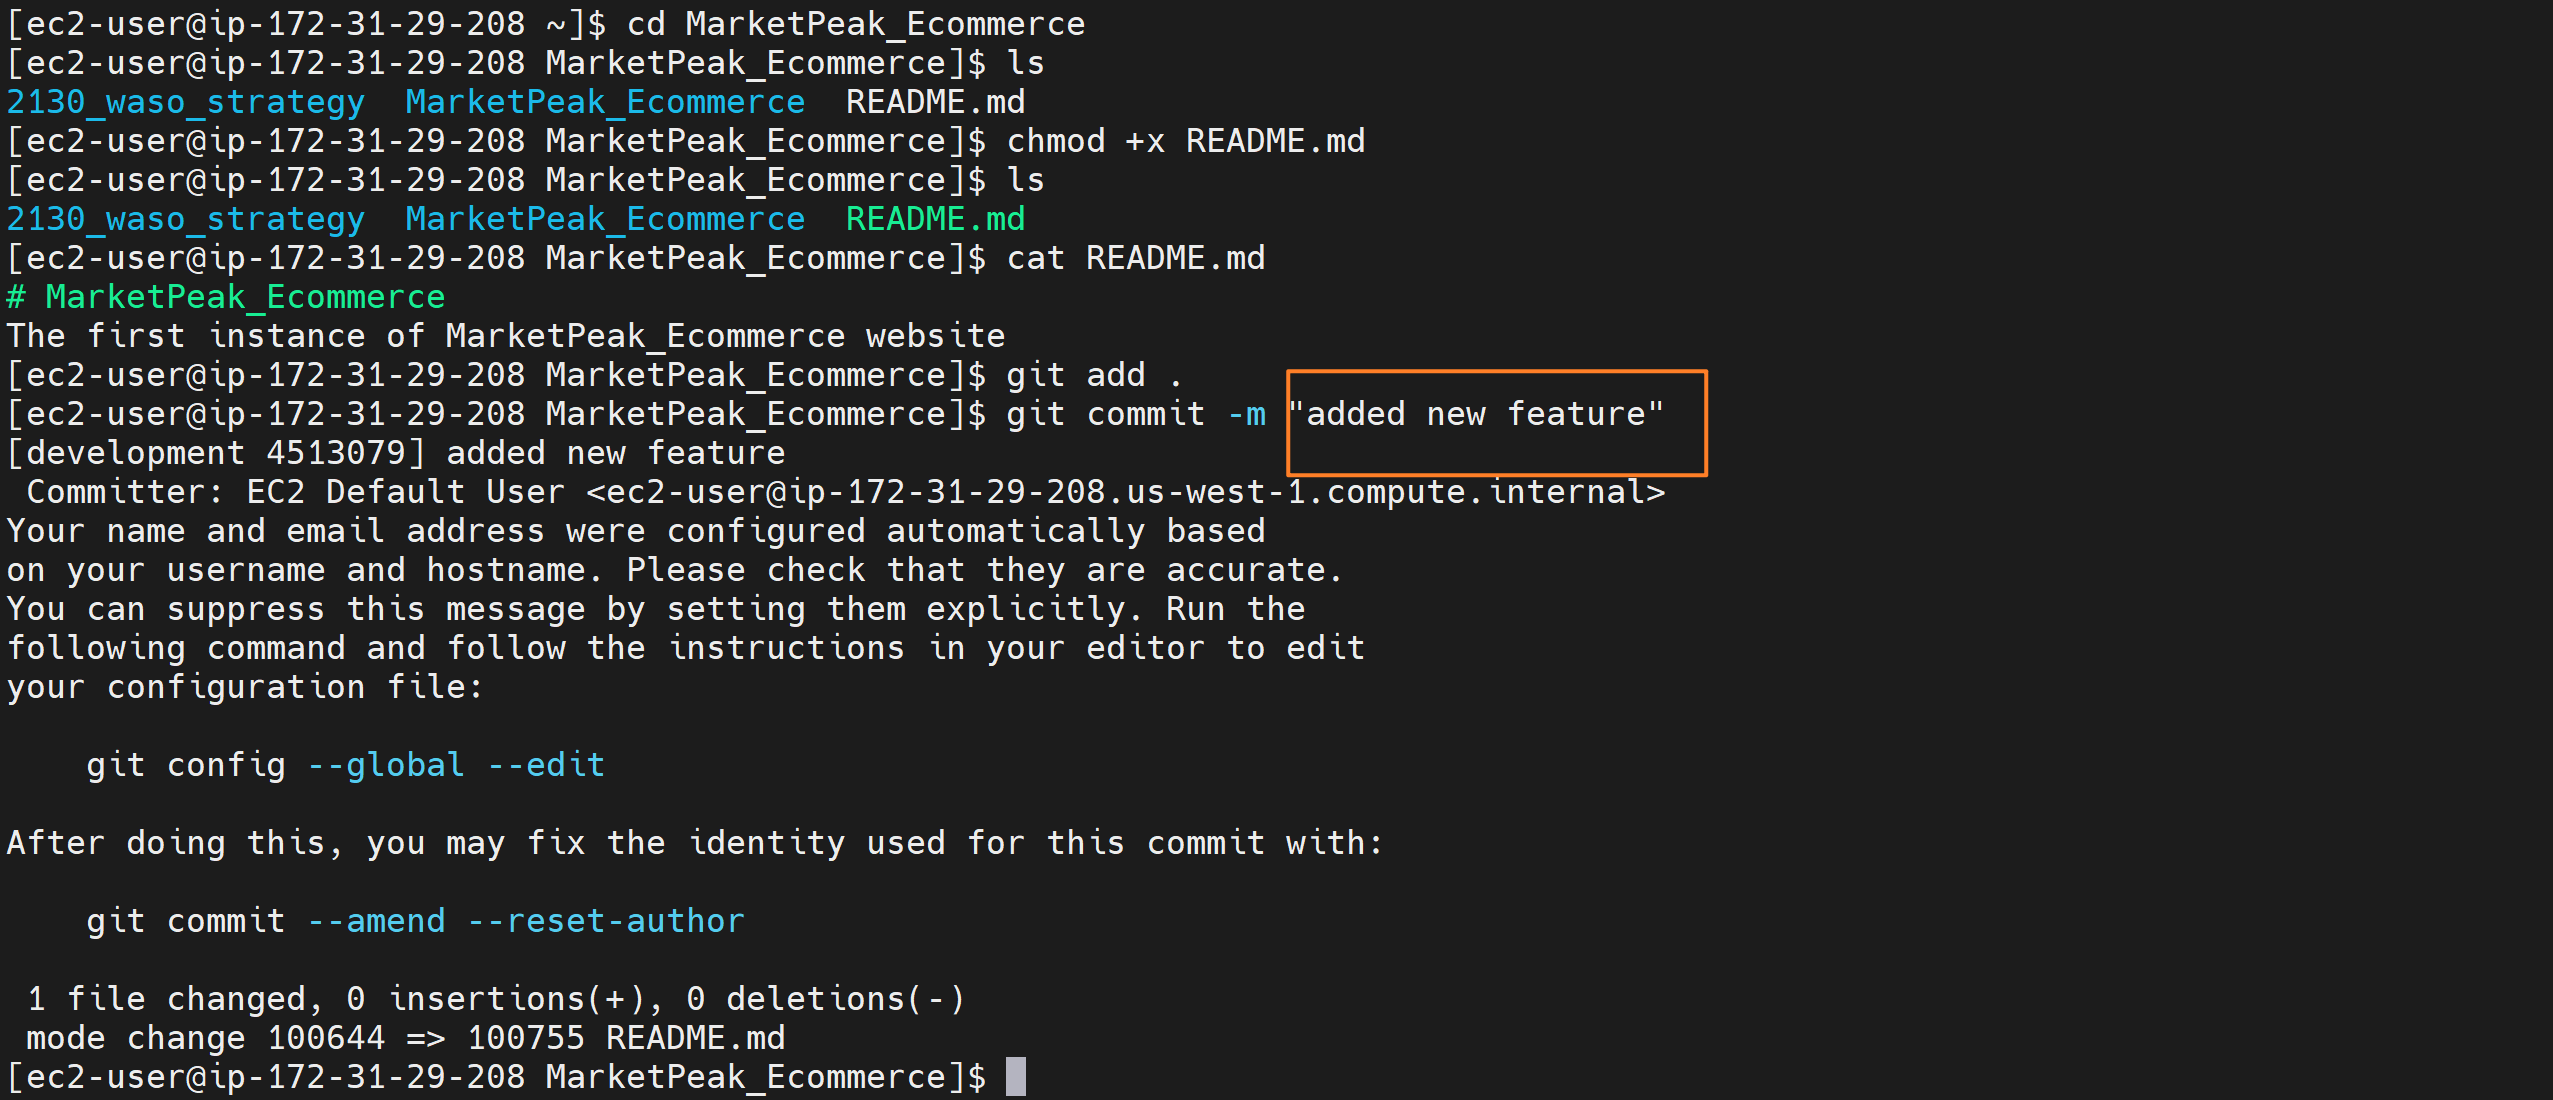 [ec2-user@ip-172-31-29-208 ~]$ cd MarketPeak_Ecommerce
[ec2-user@ip-172-31-29-208 MarketPeak_Ecommerce]$ ls
2130_waso_strategy  MarketPeak_Ecommerce  README.md
[ec2-user@ip-172-31-29-208 MarketPeak_Ecommerce]$ chmod +x README.md
[ec2-user@ip-172-31-29-208 MarketPeak_Ecommerce]$ ls
2130_waso_strategy  MarketPeak_Ecommerce  README.md
[ec2-user@ip-172-31-29-208 MarketPeak_Ecommerce]$ cat README.md
# MarketPeak_Ecommerce
The first instance of MarketPeak_Ecommerce website
[ec2-user@ip-172-31-29-208 MarketPeak_Ecommerce]$ git add .
[ec2-user@ip-172-31-29-208 MarketPeak_Ecommerce]$ git commit -m "added new feature"
[development 4513079] added new feature
 Committer: EC2 Default User <ec2-user@ip-172-31-29-208.us-west-1.compute.internal>
Your name and email address were configured automatically based
on your username and hostname. Please check that they are accurate.
You can suppress this message by setting them explicitly. Run the
following command and follow the instructions in your editor to edit
your configuration file:

    git config --global --edit

After doing this, you may fix the identity used for this commit with:

    git commit --amend --reset-author

 1 file changed, 0 insertions(+), 0 deletions(-)
 mode change 100644 => 100755 README.md
[ec2-user@ip-172-31-29-208 MarketPeak_Ecommerce]$